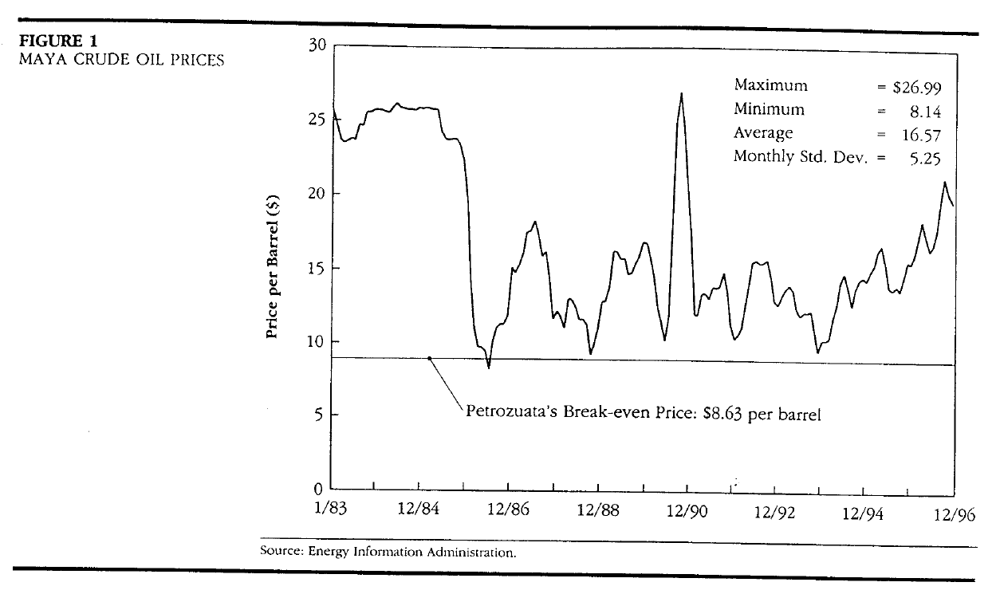 FIGURE 1
MAYA CRUDE OIL PRICES
30
25
20
15
10
5
0
Price per Barrel ($)
Maximum = $26.99
Minimum = 8.14
Average = 16.57
Monthly Std. Dev. = 5.25
Petrozuata's Break-even Price: $8.63 per barrel
1/83 12/84 12/86 12/88 12/90 12/92 12/94 12/96
Source: Energy Information Administration.